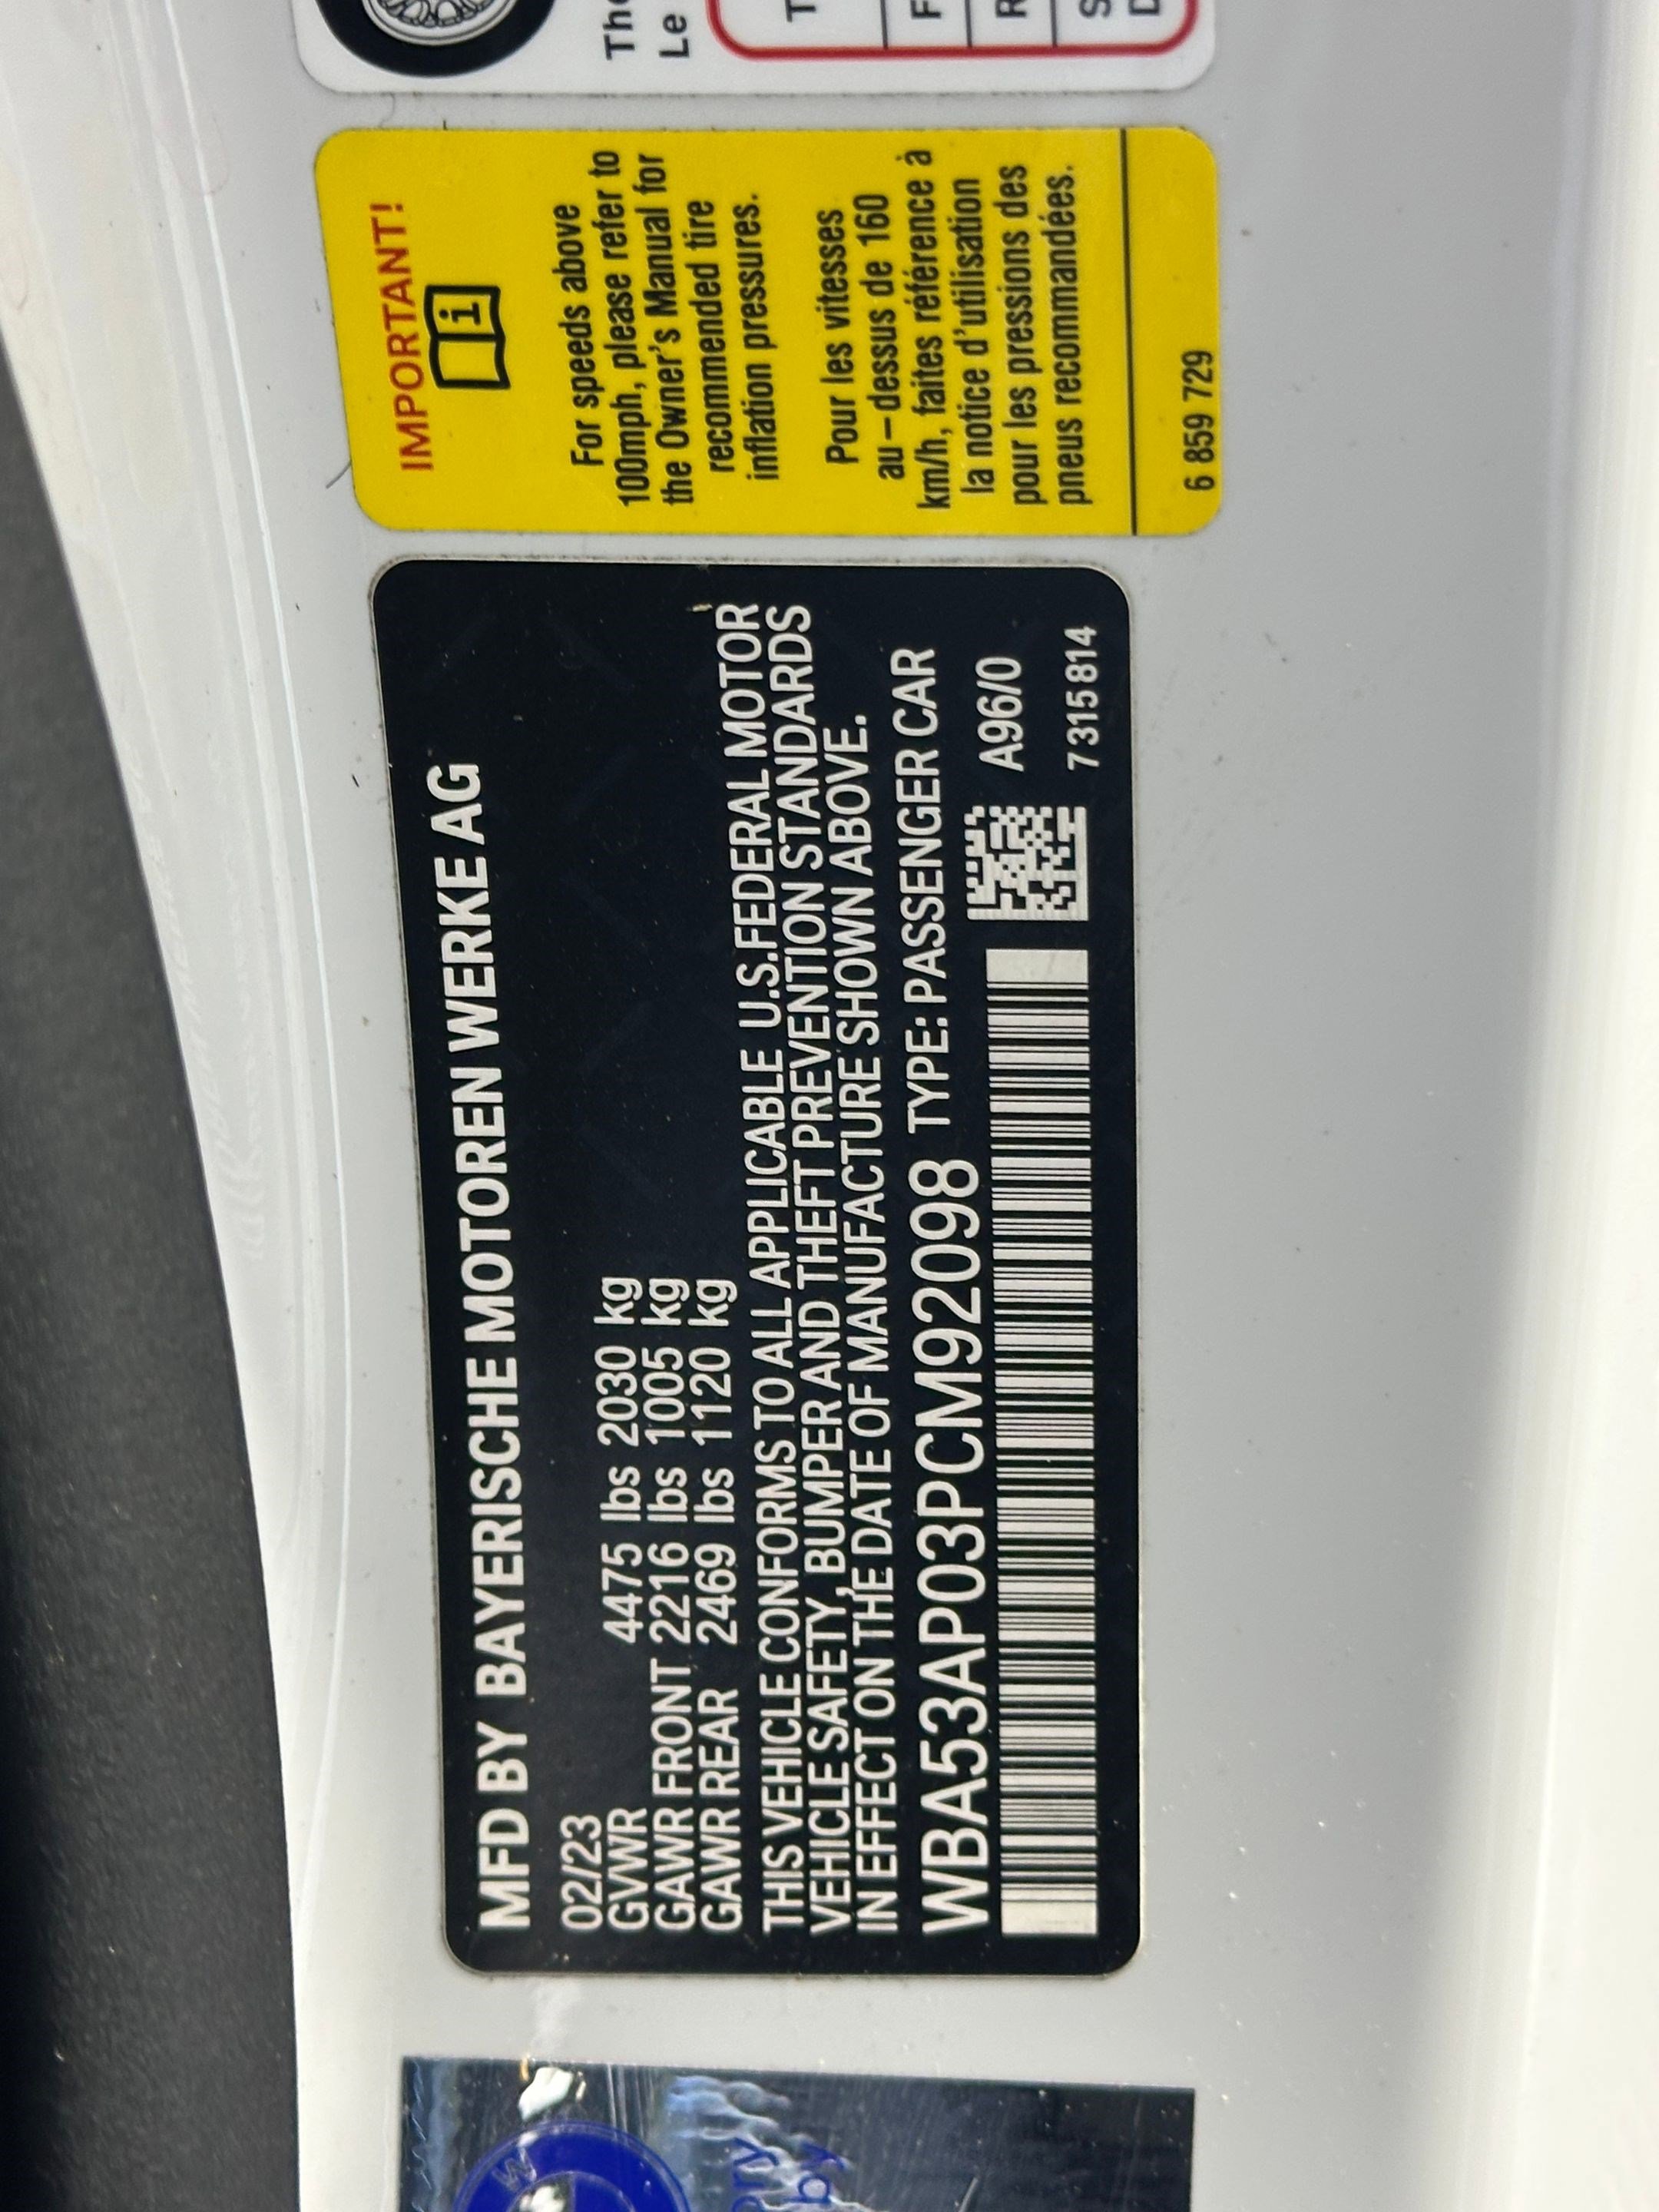 MFD BY BAYERISCHE MOTOREN WERKE AG
02/23
GVWR 4475 lbs 2030 kg
GAWR FRONT 2216 lbs 1005 kg
GAWR REAR 2469 lbs 1120 kg
THIS VEHICLE CONFORMS TO ALL APPLICABLE U.S.FEDERAL MOTOR
VEHICLE SAFETY, BUMPER AND THEFT PREVENTION STANDARDS
IN EFFECT ON THE DATE OF MANUFACTURE SHOWN ABOVE.
WBA53AP03PCM92098 TYPE: PASSENGER CAR
A96/0
7315814
IMPORTANT!
i
For speeds above
100mph, please refer to
the Owner's Manual for
recommended tire
inflation pressures.
Pour les vitesses
au-dessus de 160
km/h, faites référence à
la notice d'utilisation
pour les pressions des
pneus recommandées.
6 859 729
Le
W
by